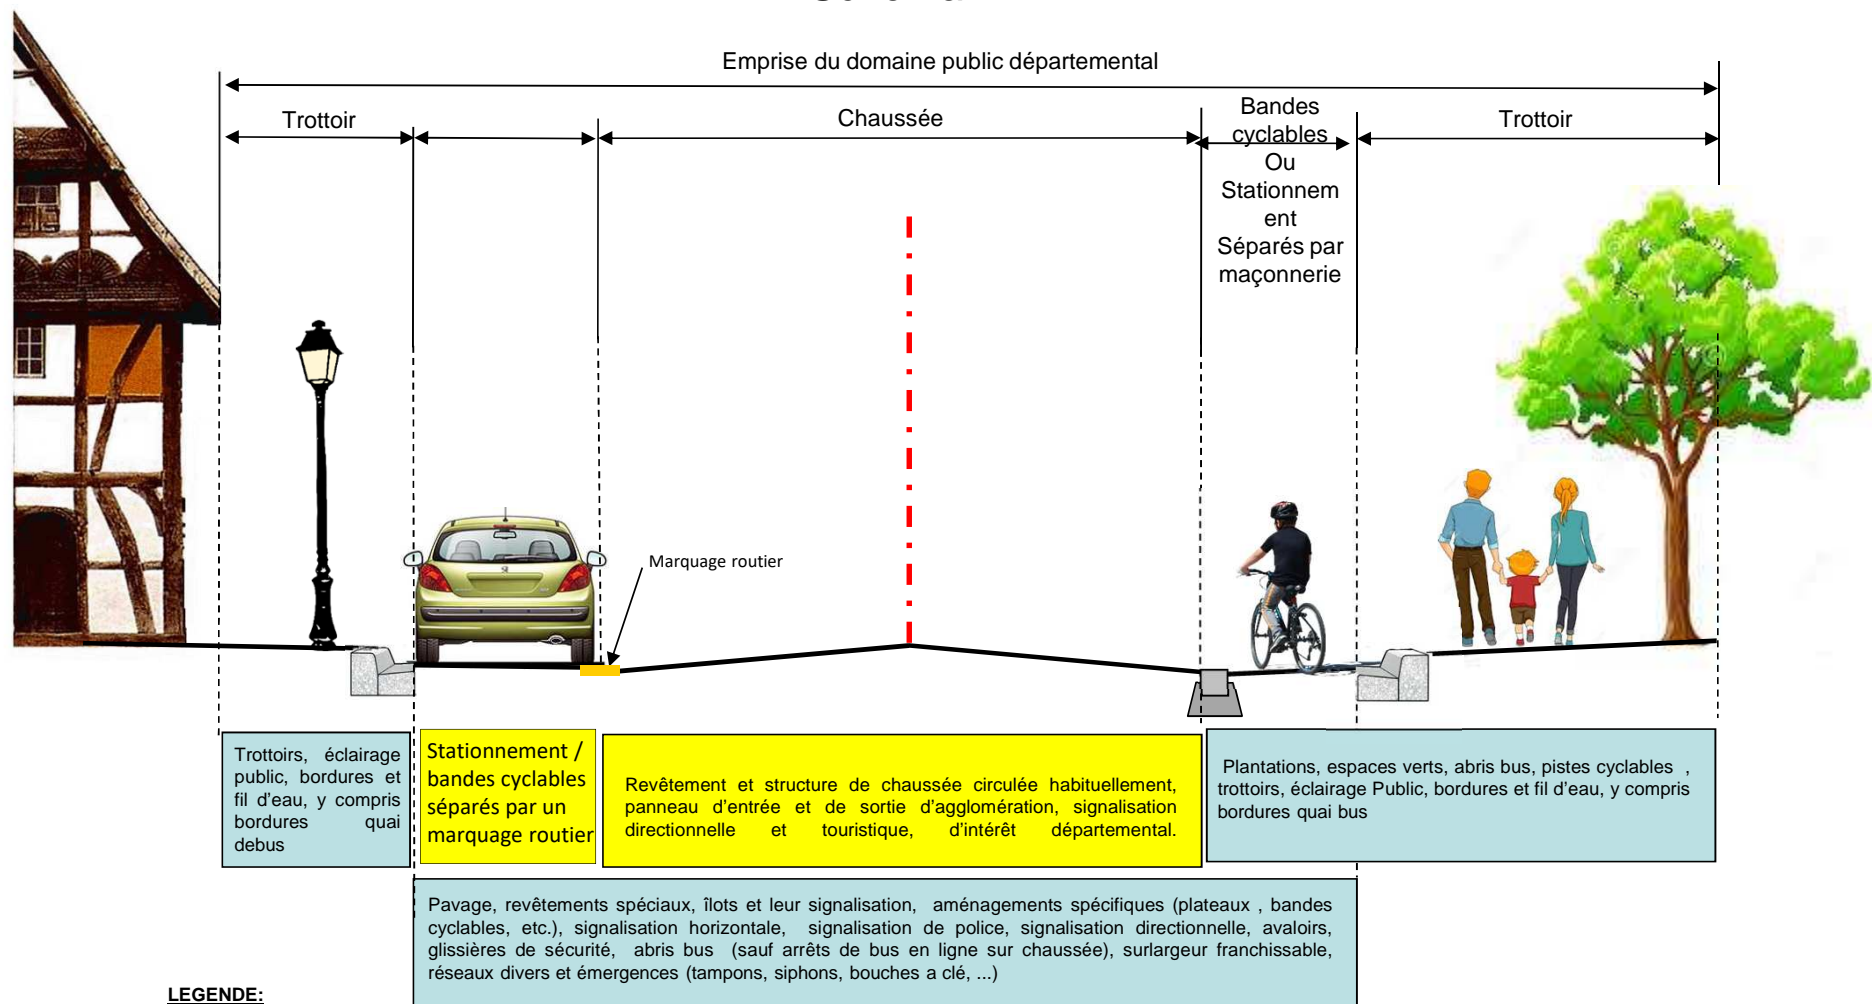 Emprise du domaine public départemental
Trottoir
Chaussée
Bandes
cyclables
Ou
Stationnem
ent
Séparés par
maçonnerie
Trottoir
Marquage routier
Trottoirs, éclairage
public, bordures et
fil d'eau, y compris
bordures quai
debus
Stationnement /
bandes cyclables
séparés par un
marquage routier
Revêtement et structure de chaussée circulée habituellement,
panneau d'entrée et de sortie d'agglomération, signalisation
directionnelle et touristique, d'intérêt départemental.
Plantations, espaces verts, abris bus, pistes cyclables ,
trottoirs, éclairage Public, bordures et fil d'eau, y compris
bordures quai bus
Pavage, revêtements spéciaux, îlots et leur signalisation, aménagements spécifiques (plateaux , bandes
cyclables, etc.), signalisation horizontale, signalisation de police, signalisation directionnelle, avaloirs,
glissières de sécurité, abris bus (sauf arrêts de bus en ligne sur chaussée), surlargeur franchissable,
réseaux divers et émergences (tampons, siphons, bouches a clé, ...)
LEGENDE: